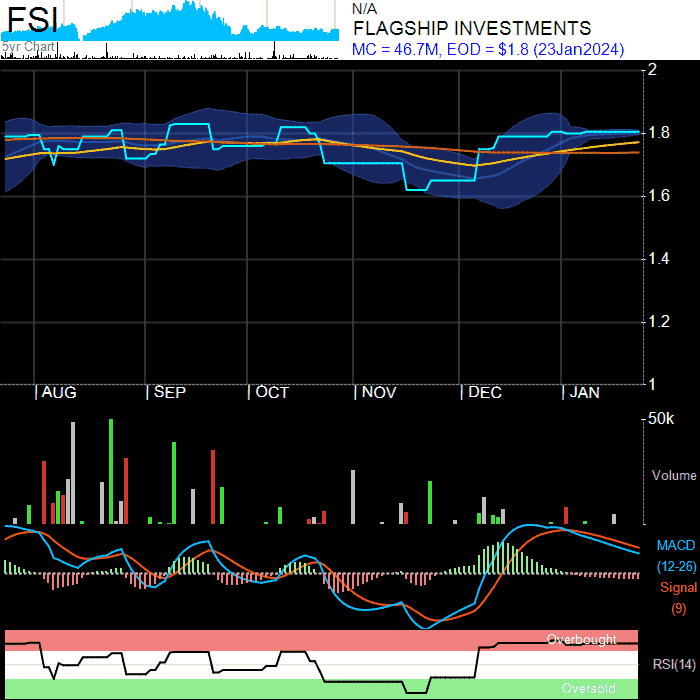 FSI
5yr Chart
N/A
FLAGSHIP INVESTMENTS
MC = 46.7M, EOD = $1.8 (23Jan2024)
2
1.8
1.6
1.4
1.2
1
AUG SEP OCT NOV DEC JAN
50k
Volume
MACD
(12-26)
Signal
(9)
Overbought
RSI(14)
Oversold